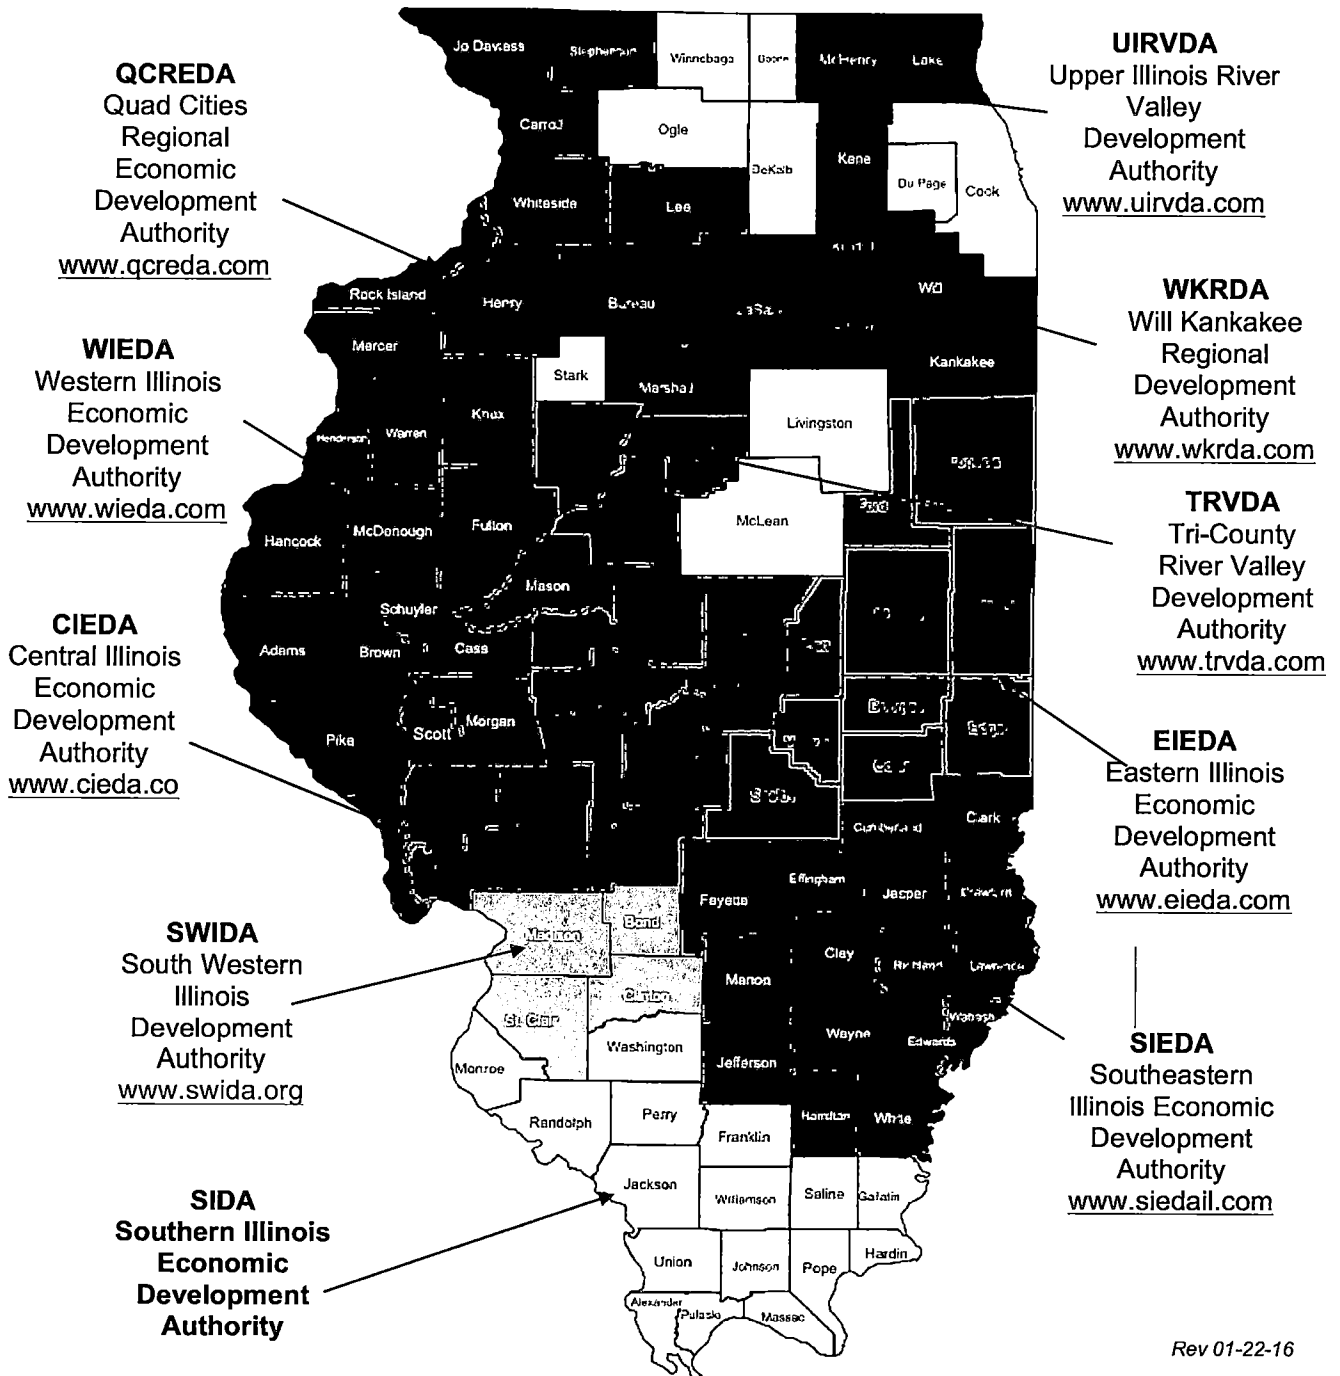 QCREDA
Quad Cities
Regional
Economic
Development
Authority
www.qcreda.com
WIEDA
Western Illinois
Economic
Development
Authority
www.wieda.com
CIEDA
Central Illinois
Economic
Development
Authority
www.cieda.co
SWIDA
South Western
Illinois
Development
Authority
www.swida.org
SIDA
Southern Illinois
Economic
Development
Authority
UIRVDA
Upper Illinois River
Valley
Development
Authority
www.uirvda.com
WKRDA
Will Kankakee
Regional
Development
Authority
www.wkrda.com
TRVDA
Tri-County
River Valley
Development
Authority
www.trvda.com
EIEDA
Eastern Illinois
Economic
Development
Authority
www.eieda.com
SIEDA
Southeastern
Illinois Economic
Development
Authority
www.siedail.com
Jo Daviess
Stephenson
Winnebago
Boone
McHenry
Lake
Carroll
Ogle
DeKalb
Kane
Du Page
Cook
Whiteside
Lee
Rock Island
Henry
Bureau
LaSalle
Will
Mercer
Stark
Marshall
Kankakee
Henderson
Warren
Knox
Livingston
Hancock
McDonough
Fulton
McLean
Ford
Mason
Schuyler
Adams
Brown
Cass
Pike
Scott
Morgan
Shelby
Cumberland
Clark
Effingham
Jasper
Crawford
Fayette
Madison
Bond
Clay
Richland
Lawrence
Marion
Clinton
St. Clair
Wabash
Washington
Wayne
Edwards
Jefferson
Monroe
Randolph
Perry
Franklin
Hamilton
White
Jackson
Williamson
Saline
Gallatin
Union
Johnson
Pope
Hardin
Alexander
Pulaski
Massac
Rev 01-22-16